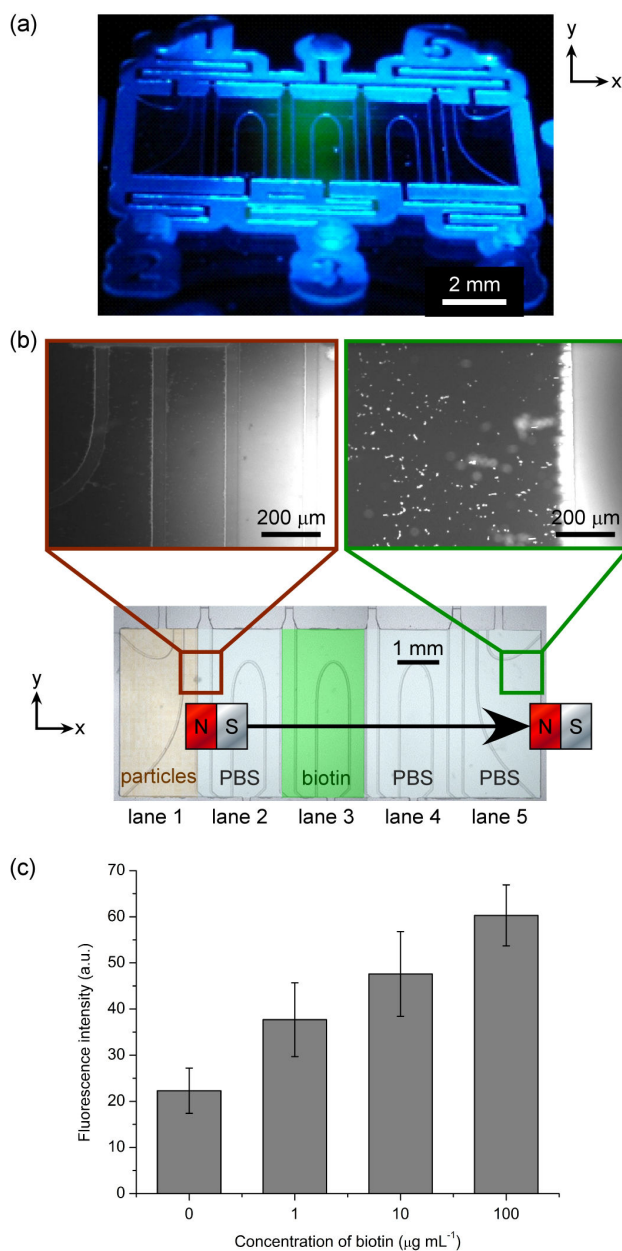 (a)
y
x
2 mm
(b)
200 μm
200 μm
1 mm
y
x
N S
N S
particles
PBS
biotin
PBS
PBS
lane 1 lane 2 lane 3 lane 4 lane 5
(c)
70
60
50
40
30
20
10
0
Fluorescence intensity (a.u.)
0 1 10 100
Concentration of biotin (μg mL⁻¹)